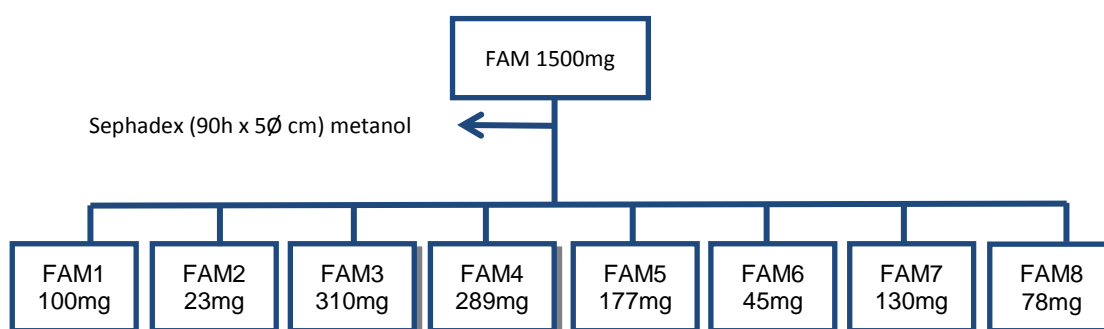 FAM 1500mg
Sephadex (90h x 5Ø cm) metanol
FAM1
100mg
FAM2
23mg
FAM3
310mg
FAM4
289mg
FAM5
177mg
FAM6
45mg
FAM7
130mg
FAM8
78mg